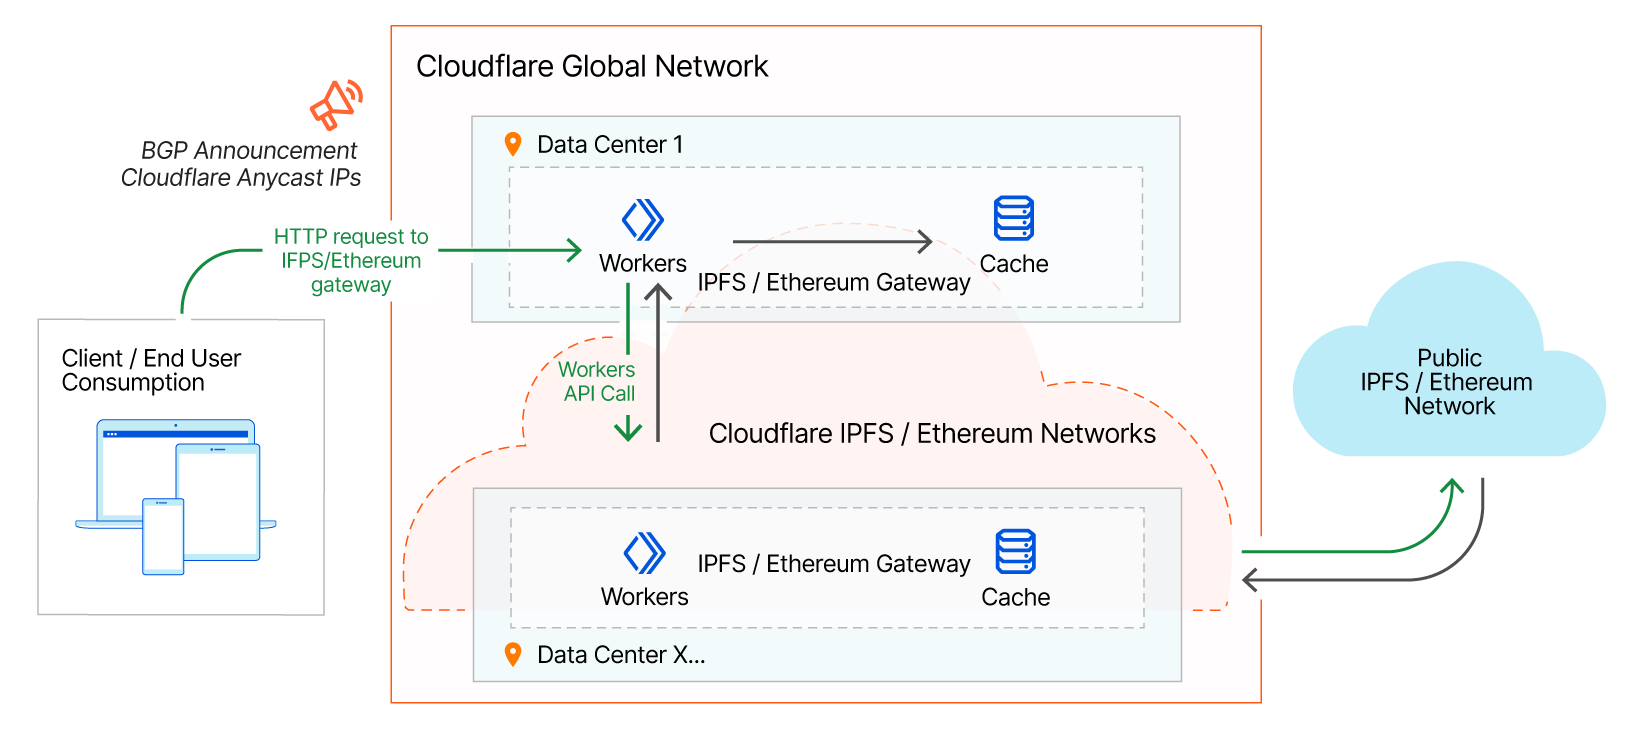 Cloudflare Global Network
BGP Announcement
Cloudflare Anycast IPs
Data Center 1
HTTP request to
IFPS/Ethereum
gateway
Workers
IPFS / Ethereum Gateway
Cache
Client / End User
Consumption
Workers
API Call
Cloudflare IPFS / Ethereum Networks
Public
IPFS / Ethereum
Network
Workers
IPFS / Ethereum Gateway
Cache
Data Center X...